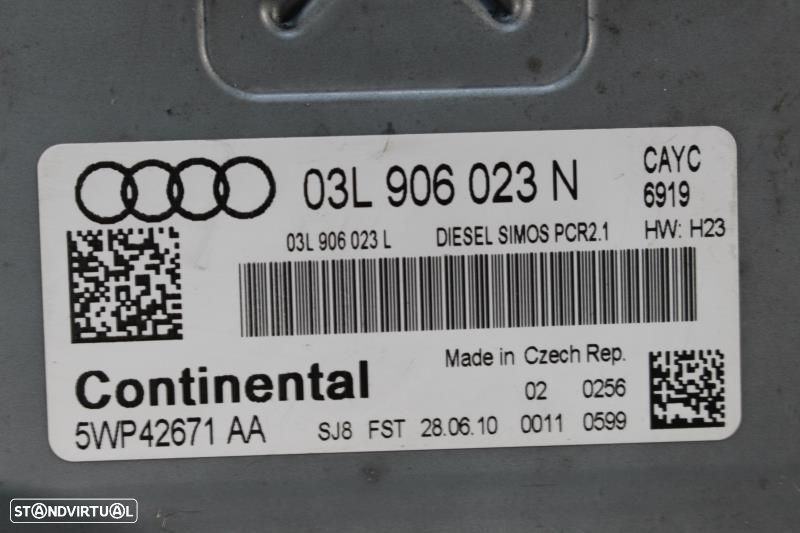 03L 906 023 N
CAYC
6919
03L 906 023 L DIESEL SIMOS PCR2.1 HW: H23
Made in Czech Rep.
Continental
02 0256
5WP42671 AA SJ8 FST 28.06.10 0011 0599
STANDVIRTUAL